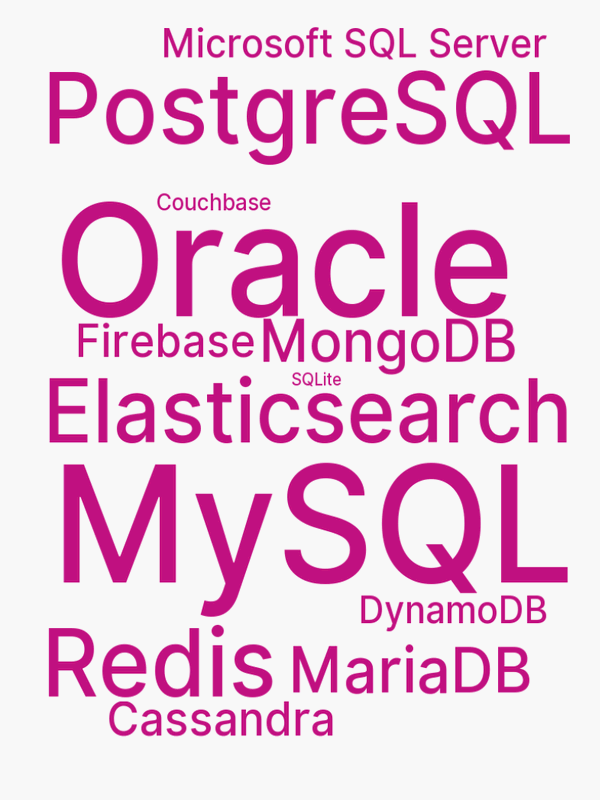 Microsoft SQL Server
PostgreSQL
Couchbase
Oracle
Firebase
MongoDB
SQLite
Elasticsearch
MySQL
DynamoDB
Redis
MariaDB
Cassandra